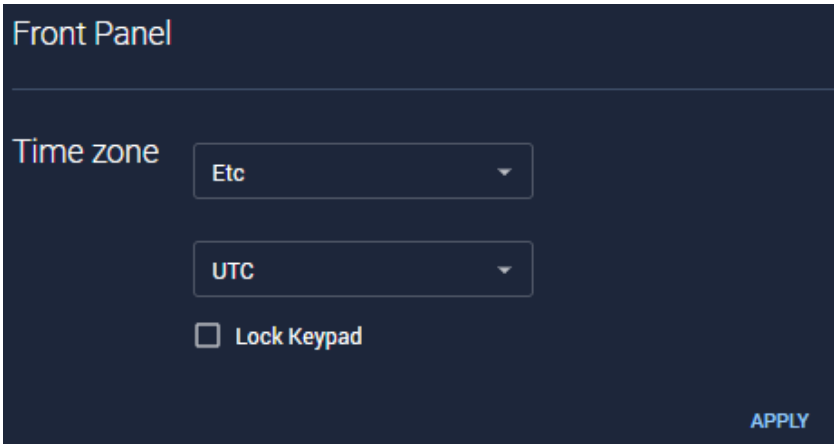 Front Panel
Time zone
Etc
UTC
Lock Keypad
APPLY